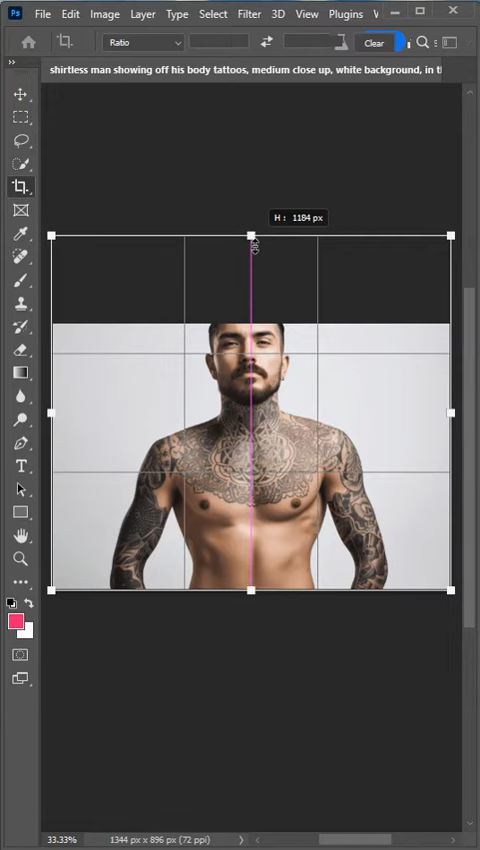 Ps File Edit Image Layer Type Select Filter 3D View Plugins
Ratio Clear
shirtless man showing off his body tattoos, medium close up, white background, in
H : 1184 px
T
33.33% 1344 px x 896 px (72 ppi)